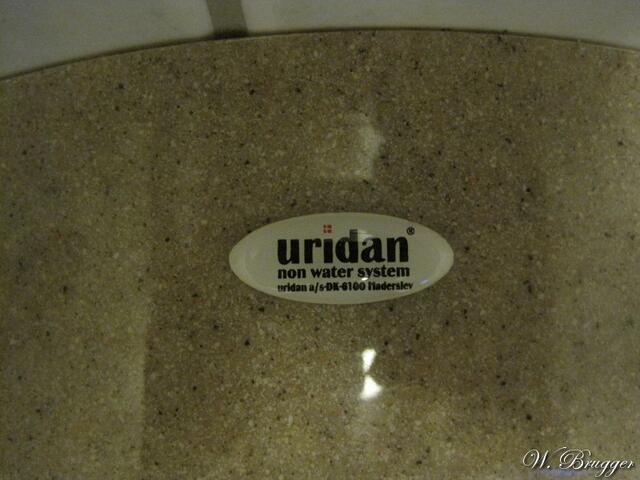 uridan®
non water system
uridan a/s·DK-6100 Haderslev
W. Brugger